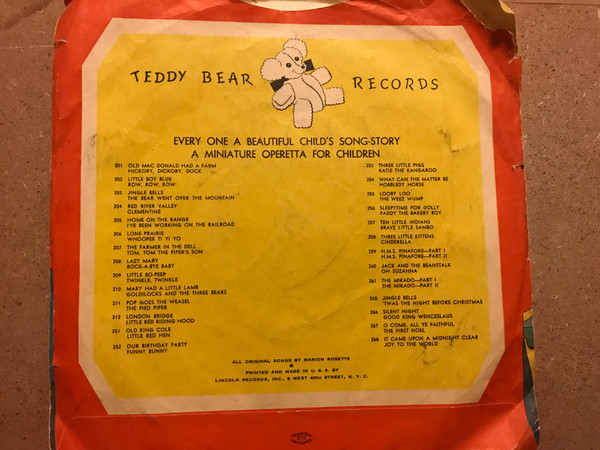 TEDDY BEAR RECORDS
EVERY ONE A BEAUTIFUL CHILD'S SONG-STORY
A MINIATURE OPERETTA FOR CHILDREN
201 OLD MAC DONALD HAD A FARM
HICKORY, DICKORY, DOCK
202 LITTLE BOY BLUE
ROW, ROW, ROW
203 JINGLE BELLS
THE BEAR WENT OVER THE MOUNTAIN
204 RED RIVER VALLEY
CLEMENTINE
205 HOME ON THE RANGE
I'VE BEEN WORKING ON THE RAILROAD
206 LONE PRAIRIE
WHOOPEE TI YI YO
207 THE FARMER IN THE DELL
TOM, TOM THE PIPER'S SON
208 LAZY MARY
ROCK-A-BYE BABY
209 LITTLE BO-PEEP
TWINKLE, TWINKLE
210 MARY HAD A LITTLE LAMB
GOLDILOCKS AND THE THREE BEARS
211 POP GOES THE WEASEL
THE PIED PIPER
212 LONDON BRIDGE
LITTLE RED RIDING HOOD
251 OLD KING COLE
LITTLE RED HEN
252 OUR BIRTHDAY PARTY
FUNNY BUNNY
253 THREE LITTLE PIGS
KATIE THE KANGAROO
254 WHAT CAN THE MATTER BE
HOBBLEDY HORSE
255 LOOBY LOO
THE WEEZ WUMP
256 SLEEPYTIME FOR DOLLY
PADDY THE BAKERY BOY
257 TEN LITTLE INDIANS
BRAVE LITTLE SAMBO
258 THREE LITTLE KITTENS
CINDERELLA
259 H.M.S. PINAFORE—PART I
H.M.S. PINAFORE—PART II
260 JACK AND THE BEANSTALK
OH SUZANNA
261 THE MIKADO—PART I
THE MIKADO—PART II
265 JINGLE BELLS
'TWAS THE NIGHT BEFORE CHRISTMAS
266 SILENT NIGHT
GOOD KING WENCESLAUS
267 O COME, ALL YE FAITHFUL
THE FIRST NOEL
268 IT CAME UPON A MIDNIGHT CLEAR
JOY TO THE WORLD
ALL ORIGINAL SONGS BY MARION ROSETTE
PRINTED AND MADE IN U.S.A. BY
LINCOLN RECORDS, INC., 8 WEST 40th STREET, N. Y. C.